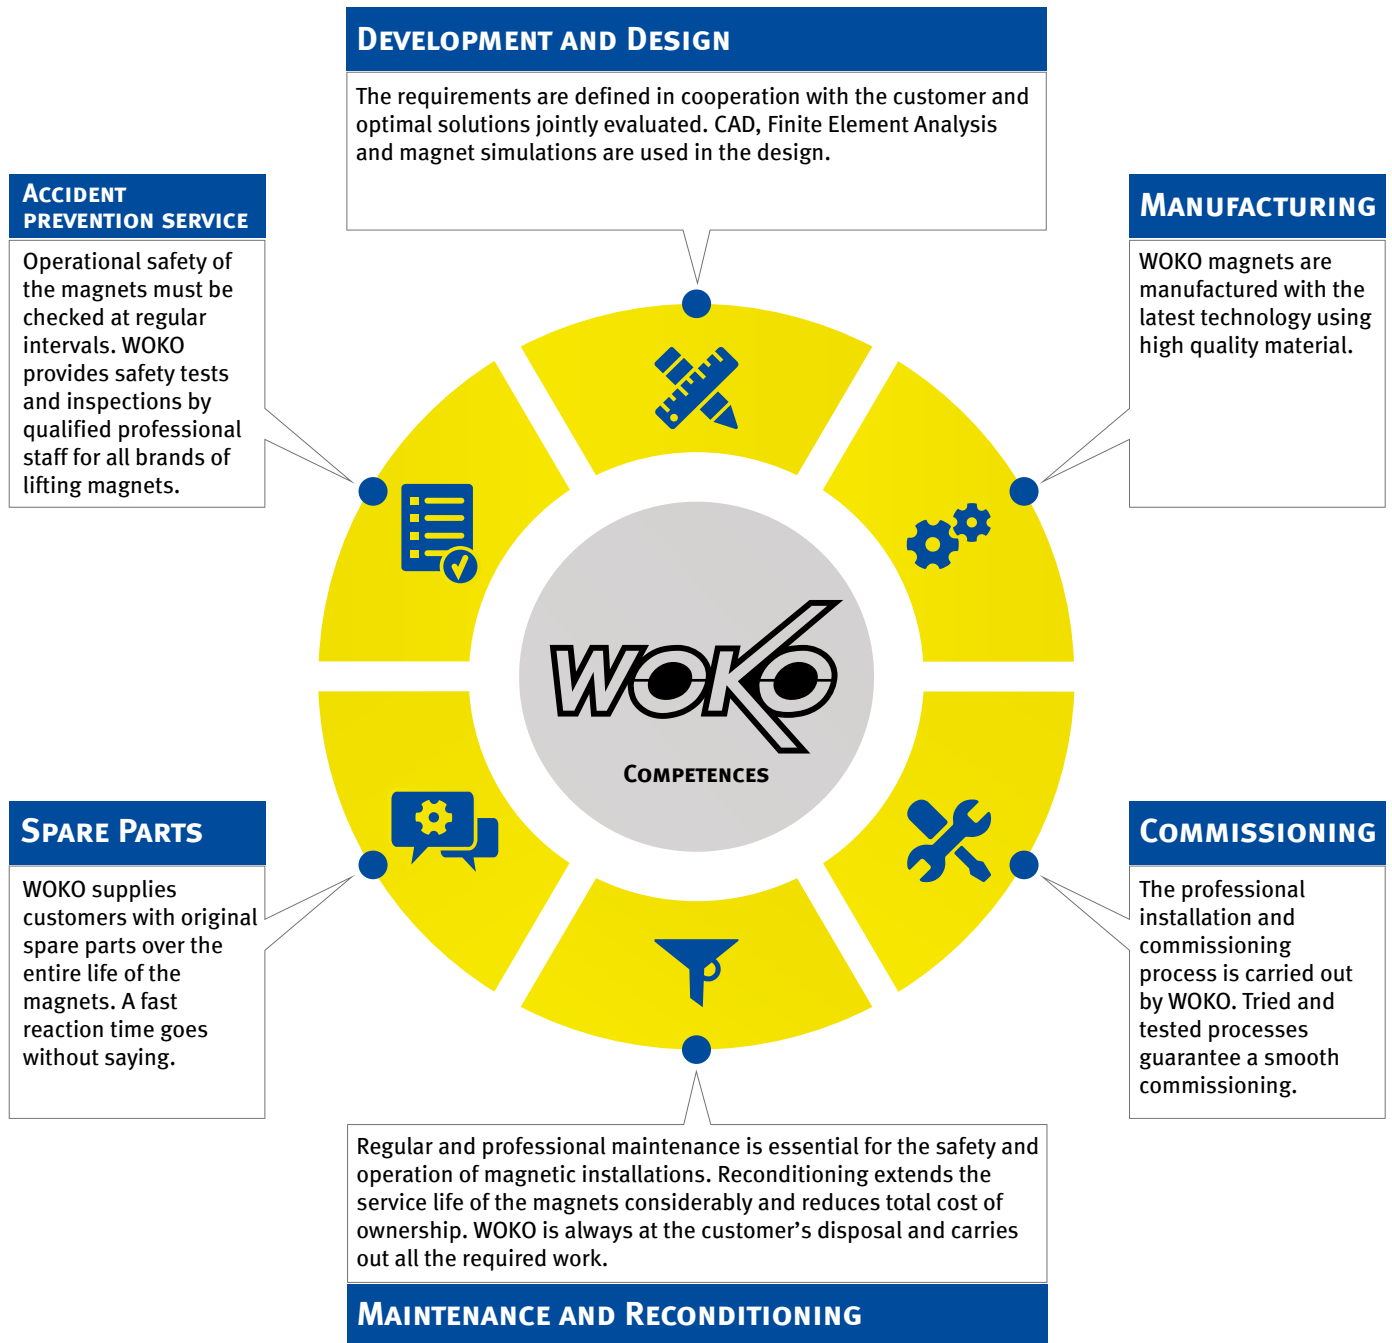 Development and Design
The requirements are defined in cooperation with the customer and
optimal solutions jointly evaluated. CAD, Finite Element Analysis
and magnet simulations are used in the design.
Accident
prevention service
Operational safety of
the magnets must be
checked at regular
intervals. WOKO
provides safety tests
and inspections by
qualified professional
staff for all brands of
lifting magnets.
Manufacturing
WOKO magnets are
manufactured with the
latest technology using
high quality material.
WOKO
Competences
Spare Parts
WOKO supplies
customers with original
spare parts over the
entire life of the
magnets. A fast
reaction time goes
without saying.
Commissioning
The professional
installation and
commissioning
process is carried out
by WOKO. Tried and
tested processes
guarantee a smooth
commissioning.
Regular and professional maintenance is essential for the safety and
operation of magnetic installations. Reconditioning extends the
service life of the magnets considerably and reduces total cost of
ownership. WOKO is always at the customer’s disposal and carries
out all the required work.
Maintenance and Reconditioning